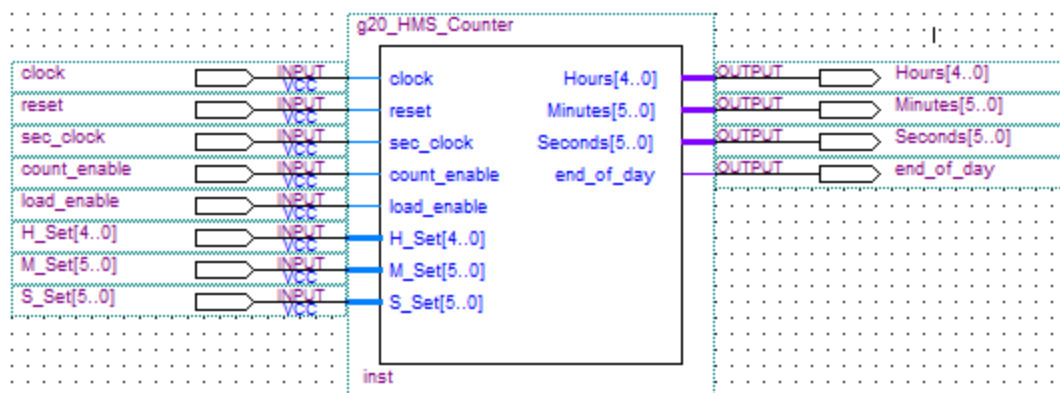 g20_HMS_Counter
clock INPUT VCC clock Hours[4..0] OUTPUT Hours[4..0]
reset INPUT VCC reset Minutes[5..0] OUTPUT Minutes[5..0]
sec_clock INPUT VCC sec_clock Seconds[5..0] OUTPUT Seconds[5..0]
count_enable INPUT VCC count_enable end_of_day OUTPUT end_of_day
load_enable INPUT VCC load_enable
H_Set[4..0] INPUT VCC H_Set[4..0]
M_Set[5..0] INPUT VCC M_Set[5..0]
S_Set[5..0] INPUT VCC S_Set[5..0]
inst